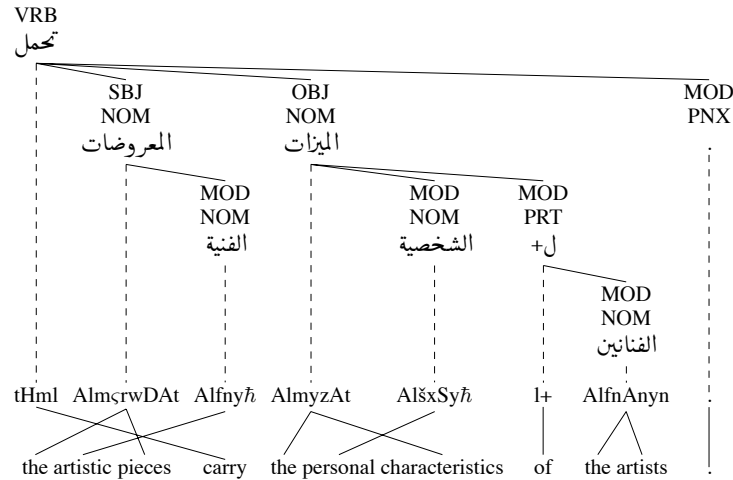 VRB
تحمل
SBJ OBJ MOD
NOM NOM PNX
المعروضات الميزات .
MOD MOD MOD
NOM NOM PRT
الفنية الشخصية ل+
MOD
NOM
الفنانين
tHml AlmςrwDAt Alfnyħ AlmyzAt AlšxSyħ l+ AlfnAnyn .
the artistic pieces carry the personal characteristics of the artists .